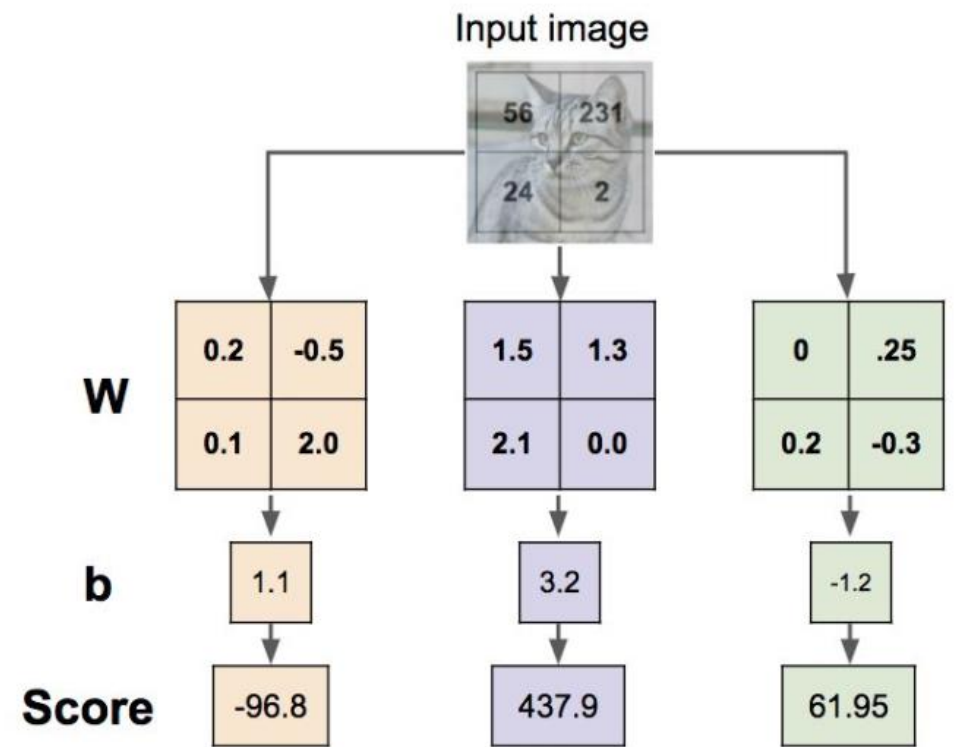 Input image
56 231
24 2
W
0.2 -0.5 1.5 1.3 0 .25
0.1 2.0 2.1 0.0 0.2 -0.3
b 1.1 3.2 -1.2
Score -96.8 437.9 61.95